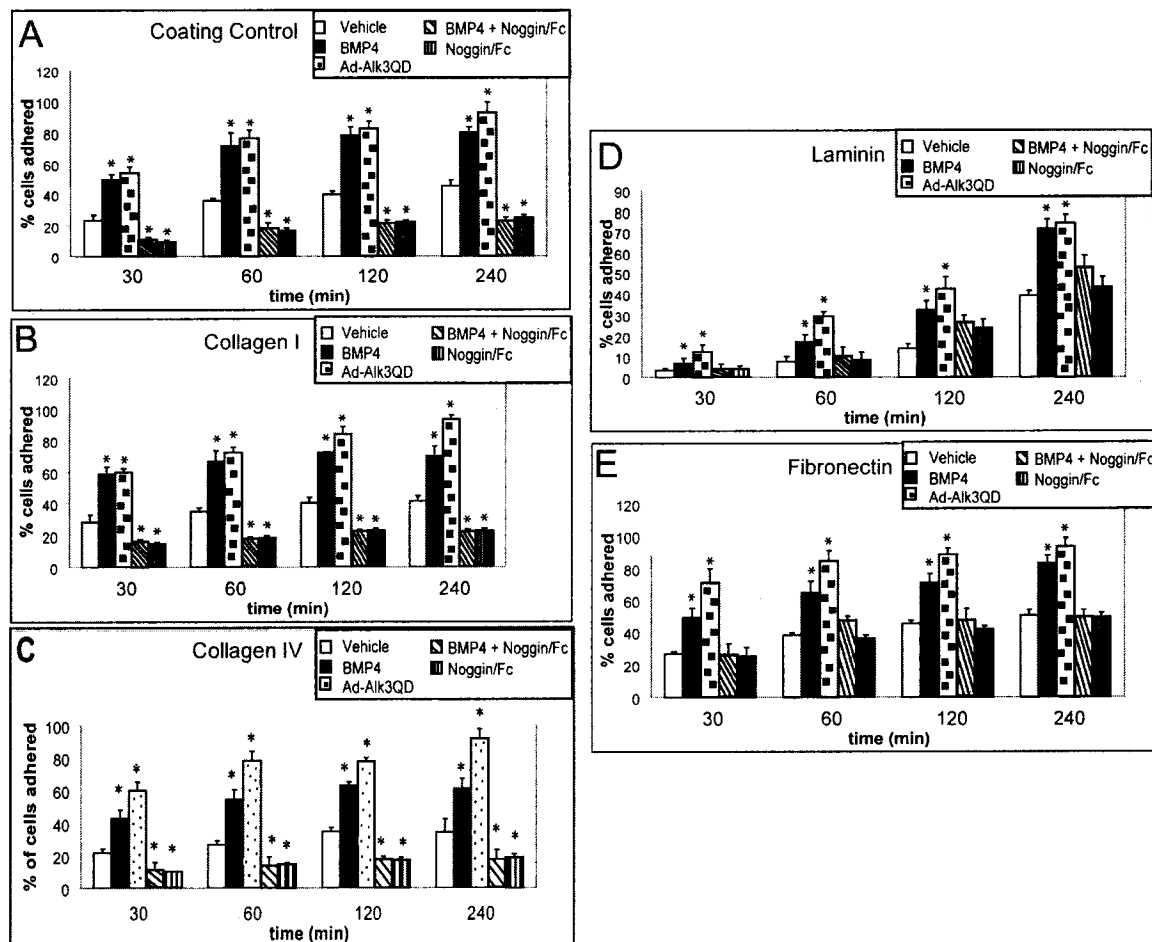 A
Coating Control
Vehicle
BMP4 + Noggin/Fc
BMP4
Noggin/Fc
Ad-Alk3QD
% cells adhered
120
100
80
60
40
20
0
* * * *
* * * *
* * * *
* * * *
30 60 120 240
time (min)
B
Collagen I
Vehicle
BMP4 + Noggin/Fc
BMP4
Noggin/Fc
Ad-Alk3QD
% cells adhered
120
100
80
60
40
20
0
* * * *
* * * *
* * * *
* * * *
30 60 120 240
time (min)
C
Collagen IV
Vehicle
BMP4 + Noggin/Fc
BMP4
Noggin/Fc
Ad-Alk3QD
% of cells adhered
100
80
60
40
20
0
* * * *
* * * *
* * * *
* * * *
30 60 120 240
time (min)
D
Laminin
Vehicle
BMP4 + Noggin/Fc
BMP4
Noggin/Fc
Ad-Alk3QD
% cells adhered
90
80
70
60
50
40
30
20
10
0
* *
* *
* *
* *
30 60 120 240
time (min)
E
Fibronectin
Vehicle
BMP4 + Noggin/Fc
BMP4
Noggin/Fc
Ad-Alk3QD
% cells adhered
120
100
80
60
40
20
0
* *
* *
* *
* *
30 60 120 240
time (min)